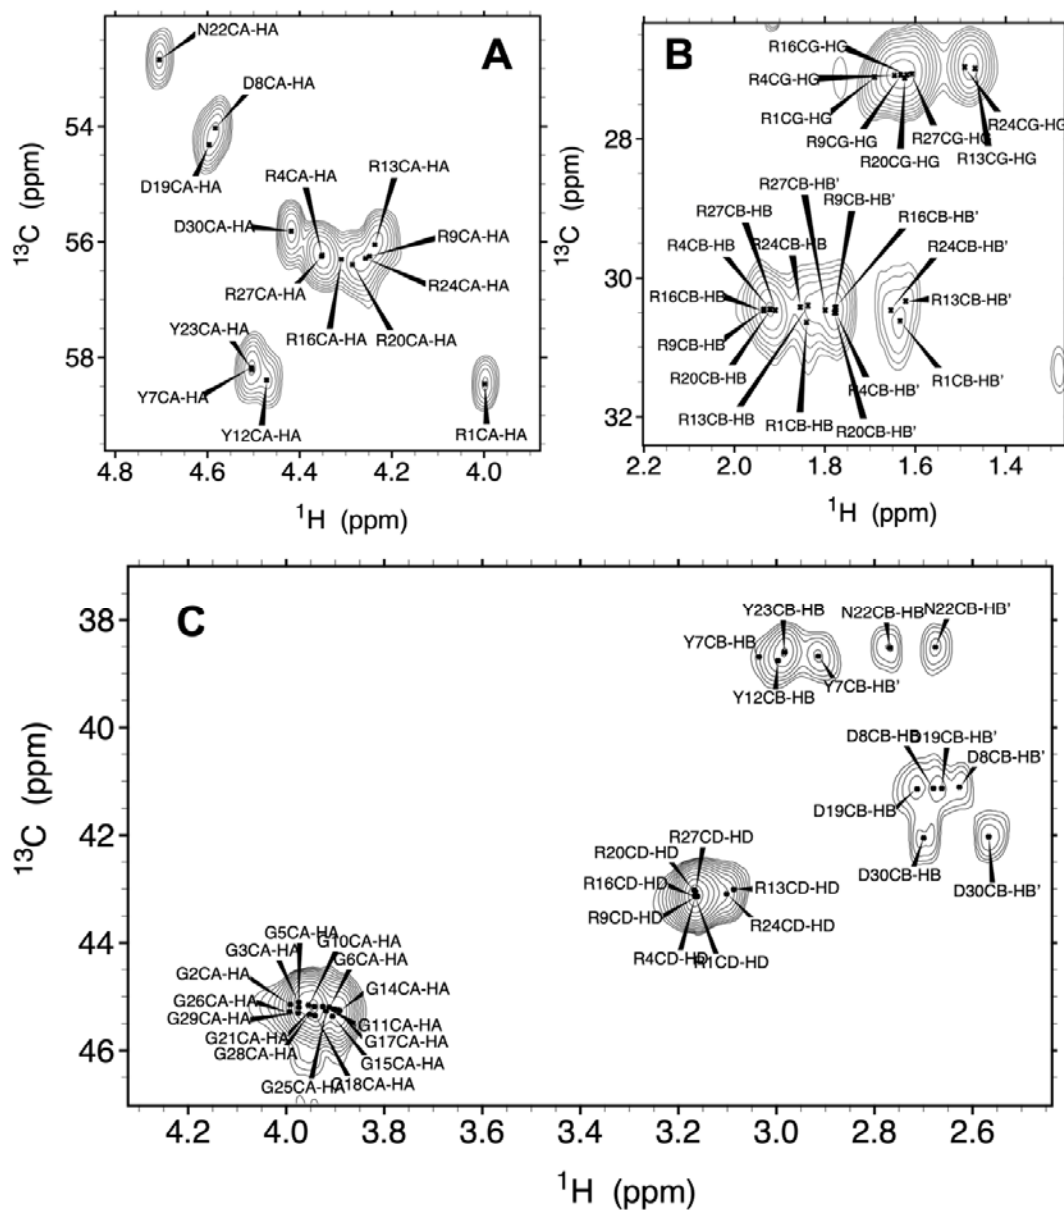 A
N22CA-HA
D8CA-HA
54
D19CA-HA
R4CA-HA
R13CA-HA
56
D30CA-HA
R9CA-HA
R27CA-HA
R24CA-HA
R16CA-HA
R20CA-HA
Y23CA-HA
58
Y7CA-HA
Y12CA-HA
R1CA-HA
4.8 4.6 4.4 4.2 4.0
¹H (ppm)
¹³C (ppm)
B
R16CG-HG
R4CG-HG
R1CG-HG
R24CG-HG
28
R9CG-HG
R27CG-HG
R20CG-HG
R13CG-HG
R27CB-HB'
R9CB-HB'
R27CB-HB
R16CB-HB'
R4CB-HB
R24CB-HB
R24CB-HB'
30
R16CB-HB
R13CB-HB'
R9CB-HB
R1CB-HB'
R20CB-HB
R4CB-HB'
R13CB-HB
R1CB-HB
R20CB-HB'
32
2.2 2.0 1.8 1.6 1.4
¹H (ppm)
¹³C (ppm)
C
38
Y23CB-HB
N22CB-HB
N22CB-HB'
Y7CB-HB
Y7CB-HB'
Y12CB-HB
40
D8CB-HB
D19CB-HB'
D8CB-HB'
D19CB-HB
42
D30CB-HB
D30CB-HB'
R27CD-HD
R20CD-HD
R16CD-HD
R13CD-HD
R9CD-HD
R24CD-HD
R4CD-HD
R1CD-HD
44
G5CA-HA
G10CA-HA
G3CA-HA
G6CA-HA
G2CA-HA
G14CA-HA
G26CA-HA
G29CA-HA
G11CA-HA
G21CA-HA
G17CA-HA
G28CA-HA
G15CA-HA
46
G25CA-HA
G18CA-HA
4.2 4.0 3.8 3.6 3.4 3.2 3.0 2.8 2.6
¹H (ppm)
¹³C (ppm)